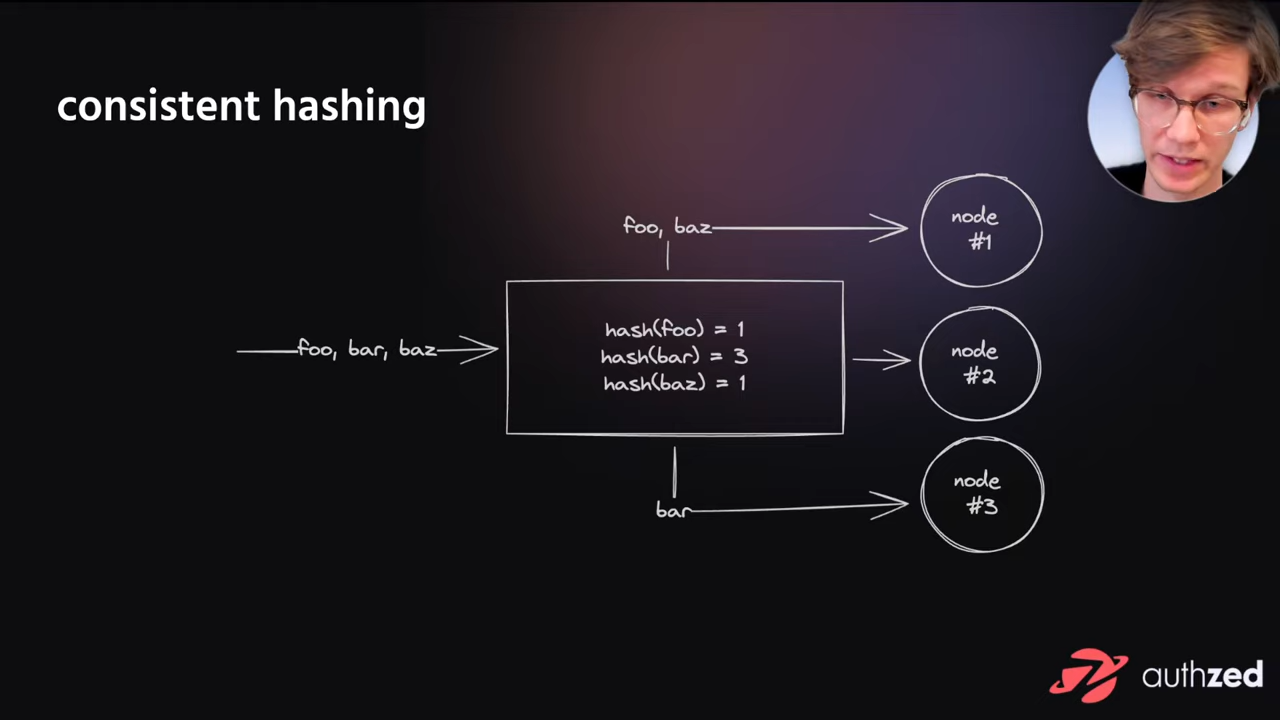 consistent hashing
foo, baz
node
#1
hash(foo) = 1
hash(bar) = 3
hash(baz) = 1
foo, bar, baz
node
#2
bar
node
#3
authzed